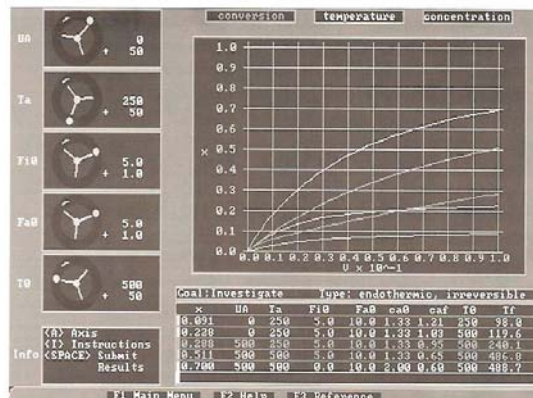 conversion temperature concentration
UA 0
+ 50
Ta 250
+ 50
Fi0 5.0
+ 1.0
Fa0 5.0
+ 1.0
T0 500
+ 50
Info <A> Axis
<I> Instructions
<SPACE> Submit
Results
1.0
0.9
0.8
0.7
0.6
x 0.5
0.4
0.3
0.2
0.1
0.0
0.0 0.1 0.2 0.3 0.4 0.5 0.6 0.7 0.8 0.9 1.0
V x 10^-1
Goal:Investigate Type: endothermic, irreversible
x UA Ta Fi0 Fa0 ca0 caf T0 Tf
0.091 0 250 5.0 10.0 1.33 1.21 250 98.0
0.228 0 250 5.0 10.0 1.33 1.03 500 119.6
0.288 500 250 5.0 10.0 1.33 0.95 250 240.1
0.511 500 250 5.0 10.0 1.33 0.65 500 486.8
0.700 500 500 0.0 10.0 2.00 0.60 500 488.7
F1 Main Menu F2 Help F3 Reference